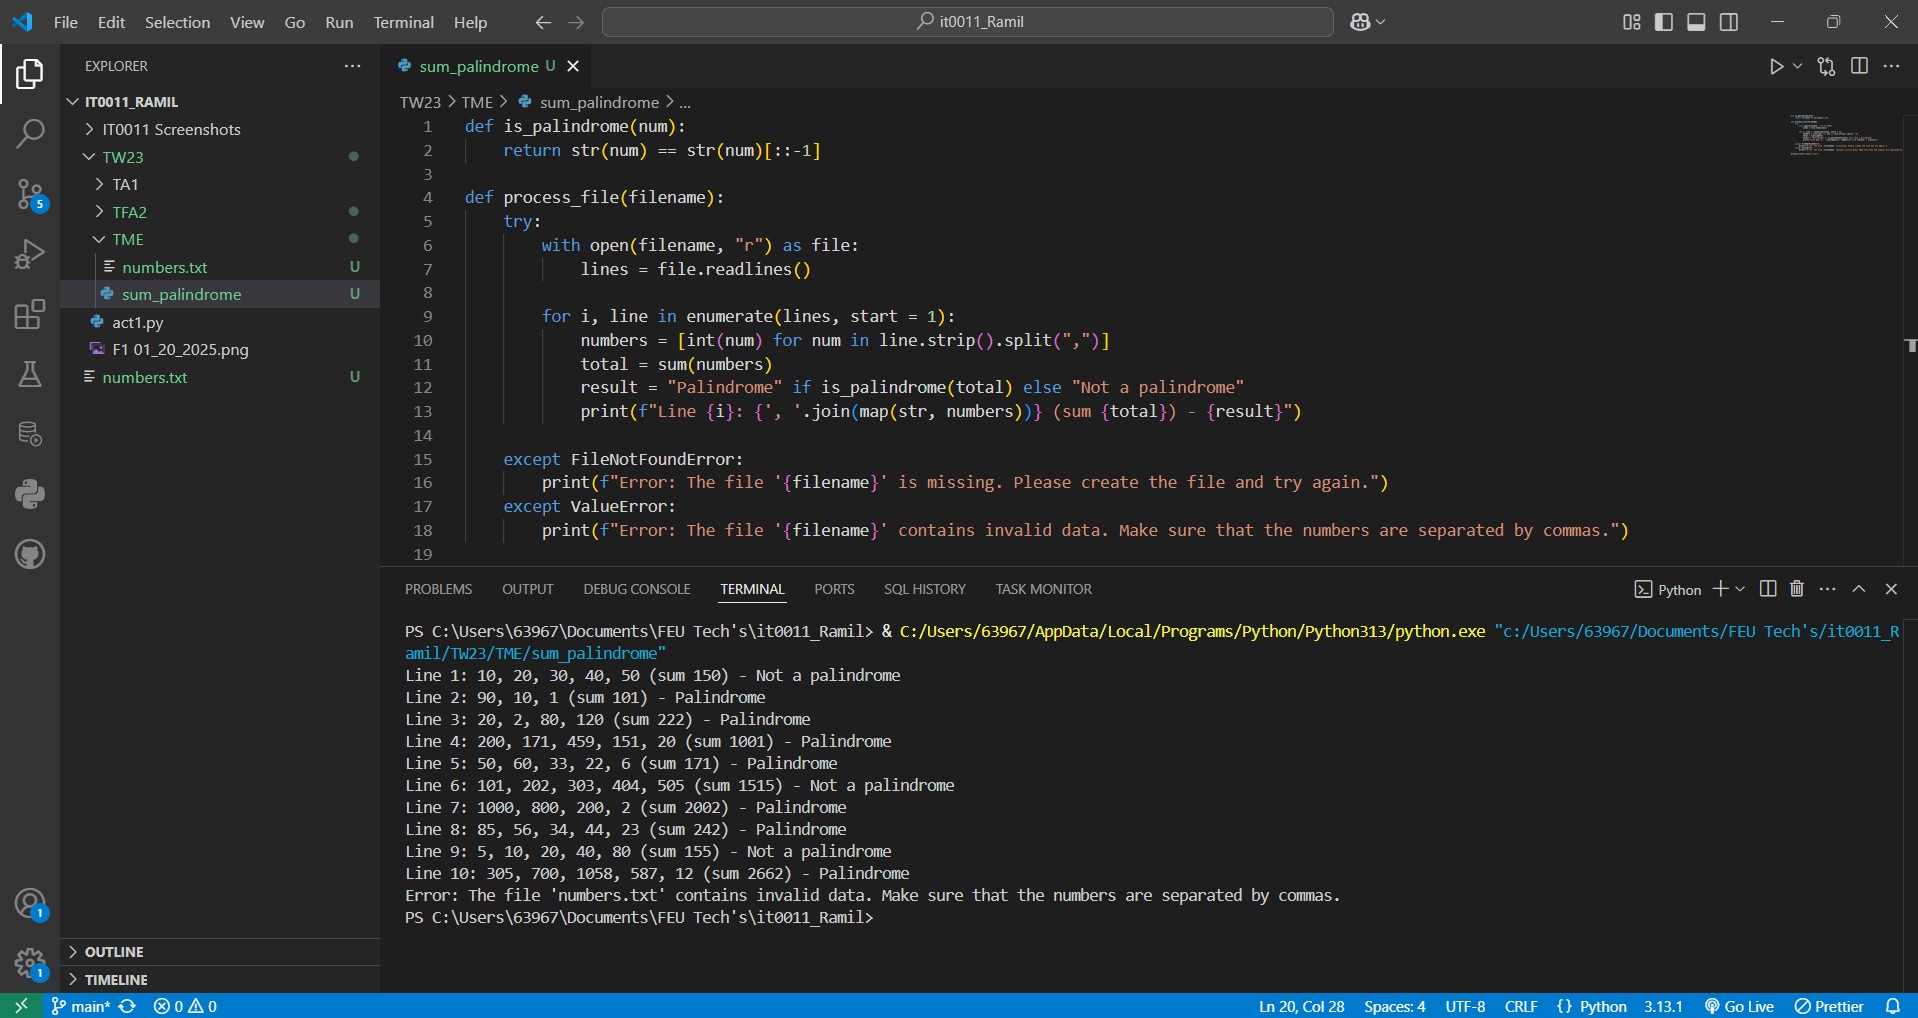 File Edit Selection View Go Run Terminal Help it0011_Ramil
EXPLORER
IT0011_RAMIL
IT0011 Screenshots
TW23
TA1
TFA2
TME
numbers.txt U
sum_palindrome U
act1.py
F1 01_20_2025.png
numbers.txt U
OUTLINE
TIMELINE
5
1
1
sum_palindrome U
TW23 > TME > sum_palindrome > ...
1 def is_palindrome(num):
2     return str(num) == str(num)[::-1]
3
4 def process_file(filename):
5     try:
6         with open(filename, "r") as file:
7             lines = file.readlines()
8
9         for i, line in enumerate(lines, start = 1):
10             numbers = [int(num) for num in line.strip().split(",")]
11             total = sum(numbers)
12             result = "Palindrome" if is_palindrome(total) else "Not a palindrome"
13             print(f"Line {i}: {', '.join(map(str, numbers))} (sum {total}) - {result}")
14
15     except FileNotFoundError:
16         print(f"Error: The file '{filename}' is missing. Please create the file and try again.")
17     except ValueError:
18         print(f"Error: The file '{filename}' contains invalid data. Make sure that the numbers are separated by commas.")
19
PROBLEMS OUTPUT DEBUG CONSOLE TERMINAL PORTS SQL HISTORY TASK MONITOR Python
PS C:\Users\63967\Documents\FEU Tech's\it0011_Ramil> & C:/Users/63967/AppData/Local/Programs/Python/Python313/python.exe "c:/Users/63967/Documents/FEU Tech's/it0011_R
amil/TW23/TME/sum_palindrome"
Line 1: 10, 20, 30, 40, 50 (sum 150) - Not a palindrome
Line 2: 90, 10, 1 (sum 101) - Palindrome
Line 3: 20, 2, 80, 120 (sum 222) - Palindrome
Line 4: 200, 171, 459, 151, 20 (sum 1001) - Palindrome
Line 5: 50, 60, 33, 22, 6 (sum 171) - Palindrome
Line 6: 101, 202, 303, 404, 505 (sum 1515) - Not a palindrome
Line 7: 1000, 800, 200, 2 (sum 2002) - Palindrome
Line 8: 85, 56, 34, 44, 23 (sum 242) - Palindrome
Line 9: 5, 10, 20, 40, 80 (sum 155) - Not a palindrome
Line 10: 305, 700, 1058, 587, 12 (sum 2662) - Palindrome
Error: The file 'numbers.txt' contains invalid data. Make sure that the numbers are separated by commas.
PS C:\Users\63967\Documents\FEU Tech's\it0011_Ramil>
main* 0 0 Ln 20, Col 28 Spaces: 4 UTF-8 CRLF {} Python 3.13.1 Go Live Prettier